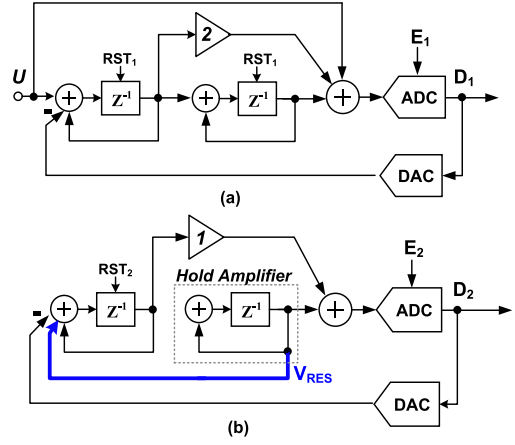 U
-
+
RST1
Z-1
2
+
RST1
Z-1
+
E1
ADC
D1
DAC
(a)
-
+
RST2
Z-1
1
Hold Amplifier
+
Z-1
+
E2
ADC
D2
VRES
DAC
(b)